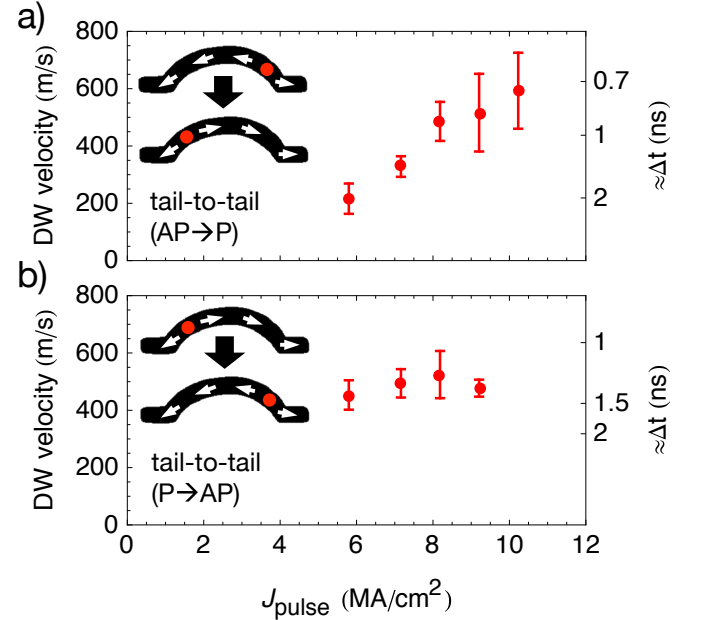 a)
800
600
400
200
0
DW velocity (m/s)
tail-to-tail
(AP→P)
0.7
1
2
≈Δt (ns)
b)
800
600
400
200
0
DW velocity (m/s)
tail-to-tail
(P→AP)
1
1.5
2
≈Δt (ns)
0 2 4 6 8 10 12
Jpulse (MA/cm²)